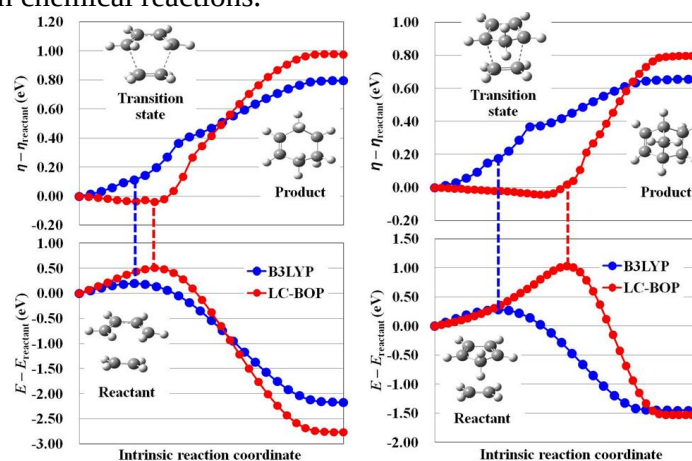 n chemical reactions.
1.20
1.00
0.80
0.60
0.40
0.20
0.00
-0.20
η − ηreactant (eV)
Transition
state
Product
1.00
0.50
0.00
-0.50
-1.00
-1.50
-2.00
-2.50
-3.00
E − Ereactant (eV)
B3LYP
LC-BOP
Reactant
Intrinsic reaction coordinate
1.00
0.80
0.60
0.40
0.20
0.00
-0.20
η − ηreactant (eV)
Transition
state
Product
1.50
1.00
0.50
0.00
-0.50
-1.00
-1.50
-2.00
E − Ereactant (eV)
B3LYP
LC-BOP
Reactant
Intrinsic reaction coordinate